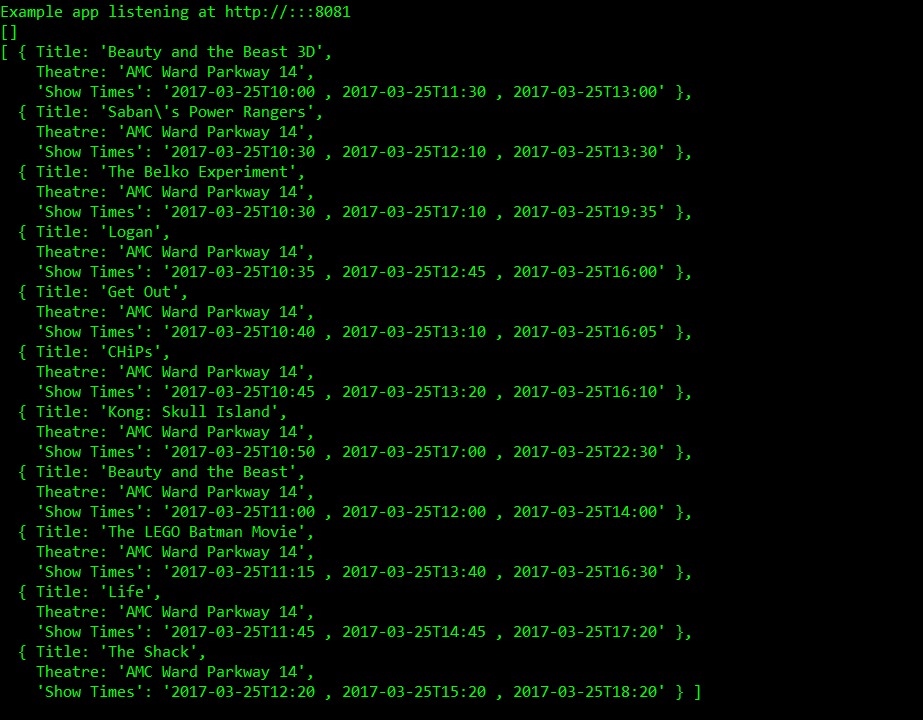 Example app listening at http://:::8081
[]
[ { Title: 'Beauty and the Beast 3D',
    Theatre: 'AMC Ward Parkway 14',
    'Show Times': '2017-03-25T10:00 , 2017-03-25T11:30 , 2017-03-25T13:00' },
  { Title: 'Saban\'s Power Rangers',
    Theatre: 'AMC Ward Parkway 14',
    'Show Times': '2017-03-25T10:30 , 2017-03-25T12:10 , 2017-03-25T13:30' },
  { Title: 'The Belko Experiment',
    Theatre: 'AMC Ward Parkway 14',
    'Show Times': '2017-03-25T10:30 , 2017-03-25T17:10 , 2017-03-25T19:35' },
  { Title: 'Logan',
    Theatre: 'AMC Ward Parkway 14',
    'Show Times': '2017-03-25T10:35 , 2017-03-25T12:45 , 2017-03-25T16:00' },
  { Title: 'Get Out',
    Theatre: 'AMC Ward Parkway 14',
    'Show Times': '2017-03-25T10:40 , 2017-03-25T13:10 , 2017-03-25T16:05' },
  { Title: 'CHiPs',
    Theatre: 'AMC Ward Parkway 14',
    'Show Times': '2017-03-25T10:45 , 2017-03-25T13:20 , 2017-03-25T16:10' },
  { Title: 'Kong: Skull Island',
    Theatre: 'AMC Ward Parkway 14',
    'Show Times': '2017-03-25T10:50 , 2017-03-25T17:00 , 2017-03-25T22:30' },
  { Title: 'Beauty and the Beast',
    Theatre: 'AMC Ward Parkway 14',
    'Show Times': '2017-03-25T11:00 , 2017-03-25T12:00 , 2017-03-25T14:00' },
  { Title: 'The LEGO Batman Movie',
    Theatre: 'AMC Ward Parkway 14',
    'Show Times': '2017-03-25T11:15 , 2017-03-25T13:40 , 2017-03-25T16:30' },
  { Title: 'Life',
    Theatre: 'AMC Ward Parkway 14',
    'Show Times': '2017-03-25T11:45 , 2017-03-25T14:45 , 2017-03-25T17:20' },
  { Title: 'The Shack',
    Theatre: 'AMC Ward Parkway 14',
    'Show Times': '2017-03-25T12:20 , 2017-03-25T15:20 , 2017-03-25T18:20' } ]